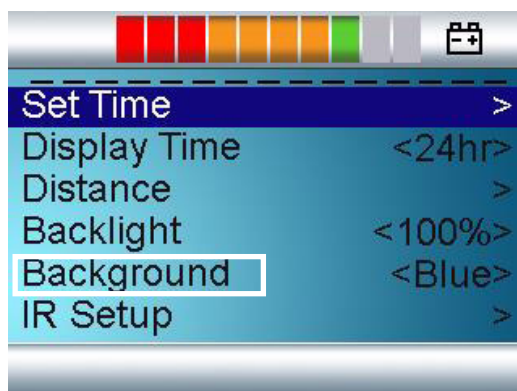 Set Time >
Display Time <24hr>
Distance >
Backlight <100%>
Background <Blue>
IR Setup >